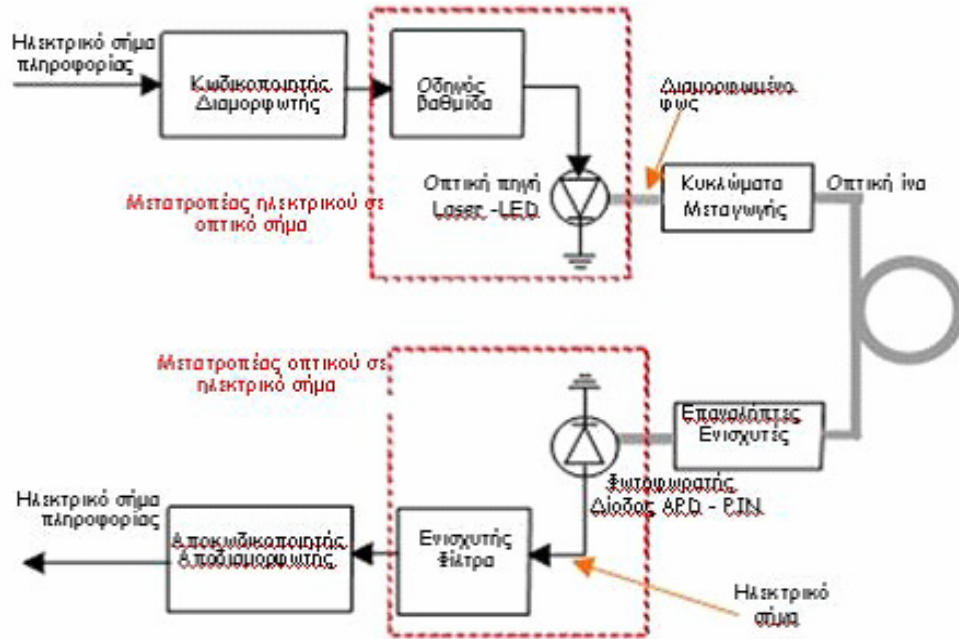 Ηλεκτρικό σήμα
πληροφορίας
Κωδικοποιητής
Διαμορφωτής
Οδηγός
βαθμίδα
Διαμορφωμένο
φως
Οπτική πηγή
Laser -LED
Κυκλώματα
Μεταγωγής
Οπτική ίνα
Μετατροπέας ηλεκτρικού σε
οπτικό σήμα
Μετατροπέας οπτικού σε
ηλεκτρικό σήμα
Επαναλήπτες
Ενισχυτές
Φωτοφωρατής
Δίοδος APD - PIN
Ηλεκτρικό σήμα
πληροφορίας
Αποκωδικοποιητής
Αποδιαμορφωτής
Ενισχυτής
Φίλτρα
Ηλεκτρικό
σήμα